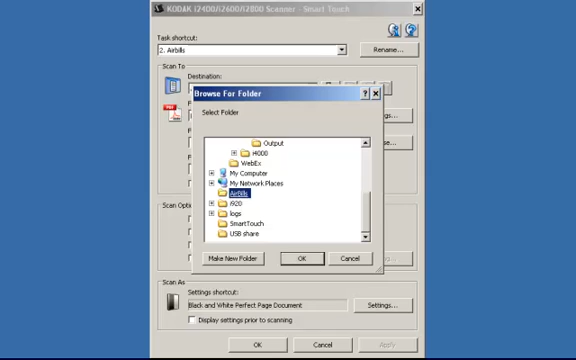 KODAK i2400/i2600/i2800 Scanner - Smart Touch
Task shortcut:
2. Airbills
Rename...
Scan To
Destination:
Browse For Folder
Select Folder
Output
i4000
WebEx
My Computer
My Network Places
AirBills
i920
logs
SmartTouch
USB share
Make New Folder
OK
Cancel
Scan As
Settings shortcut:
Black and White Perfect Page Document
Settings...
Display settings prior to scanning
OK
Cancel
Apply